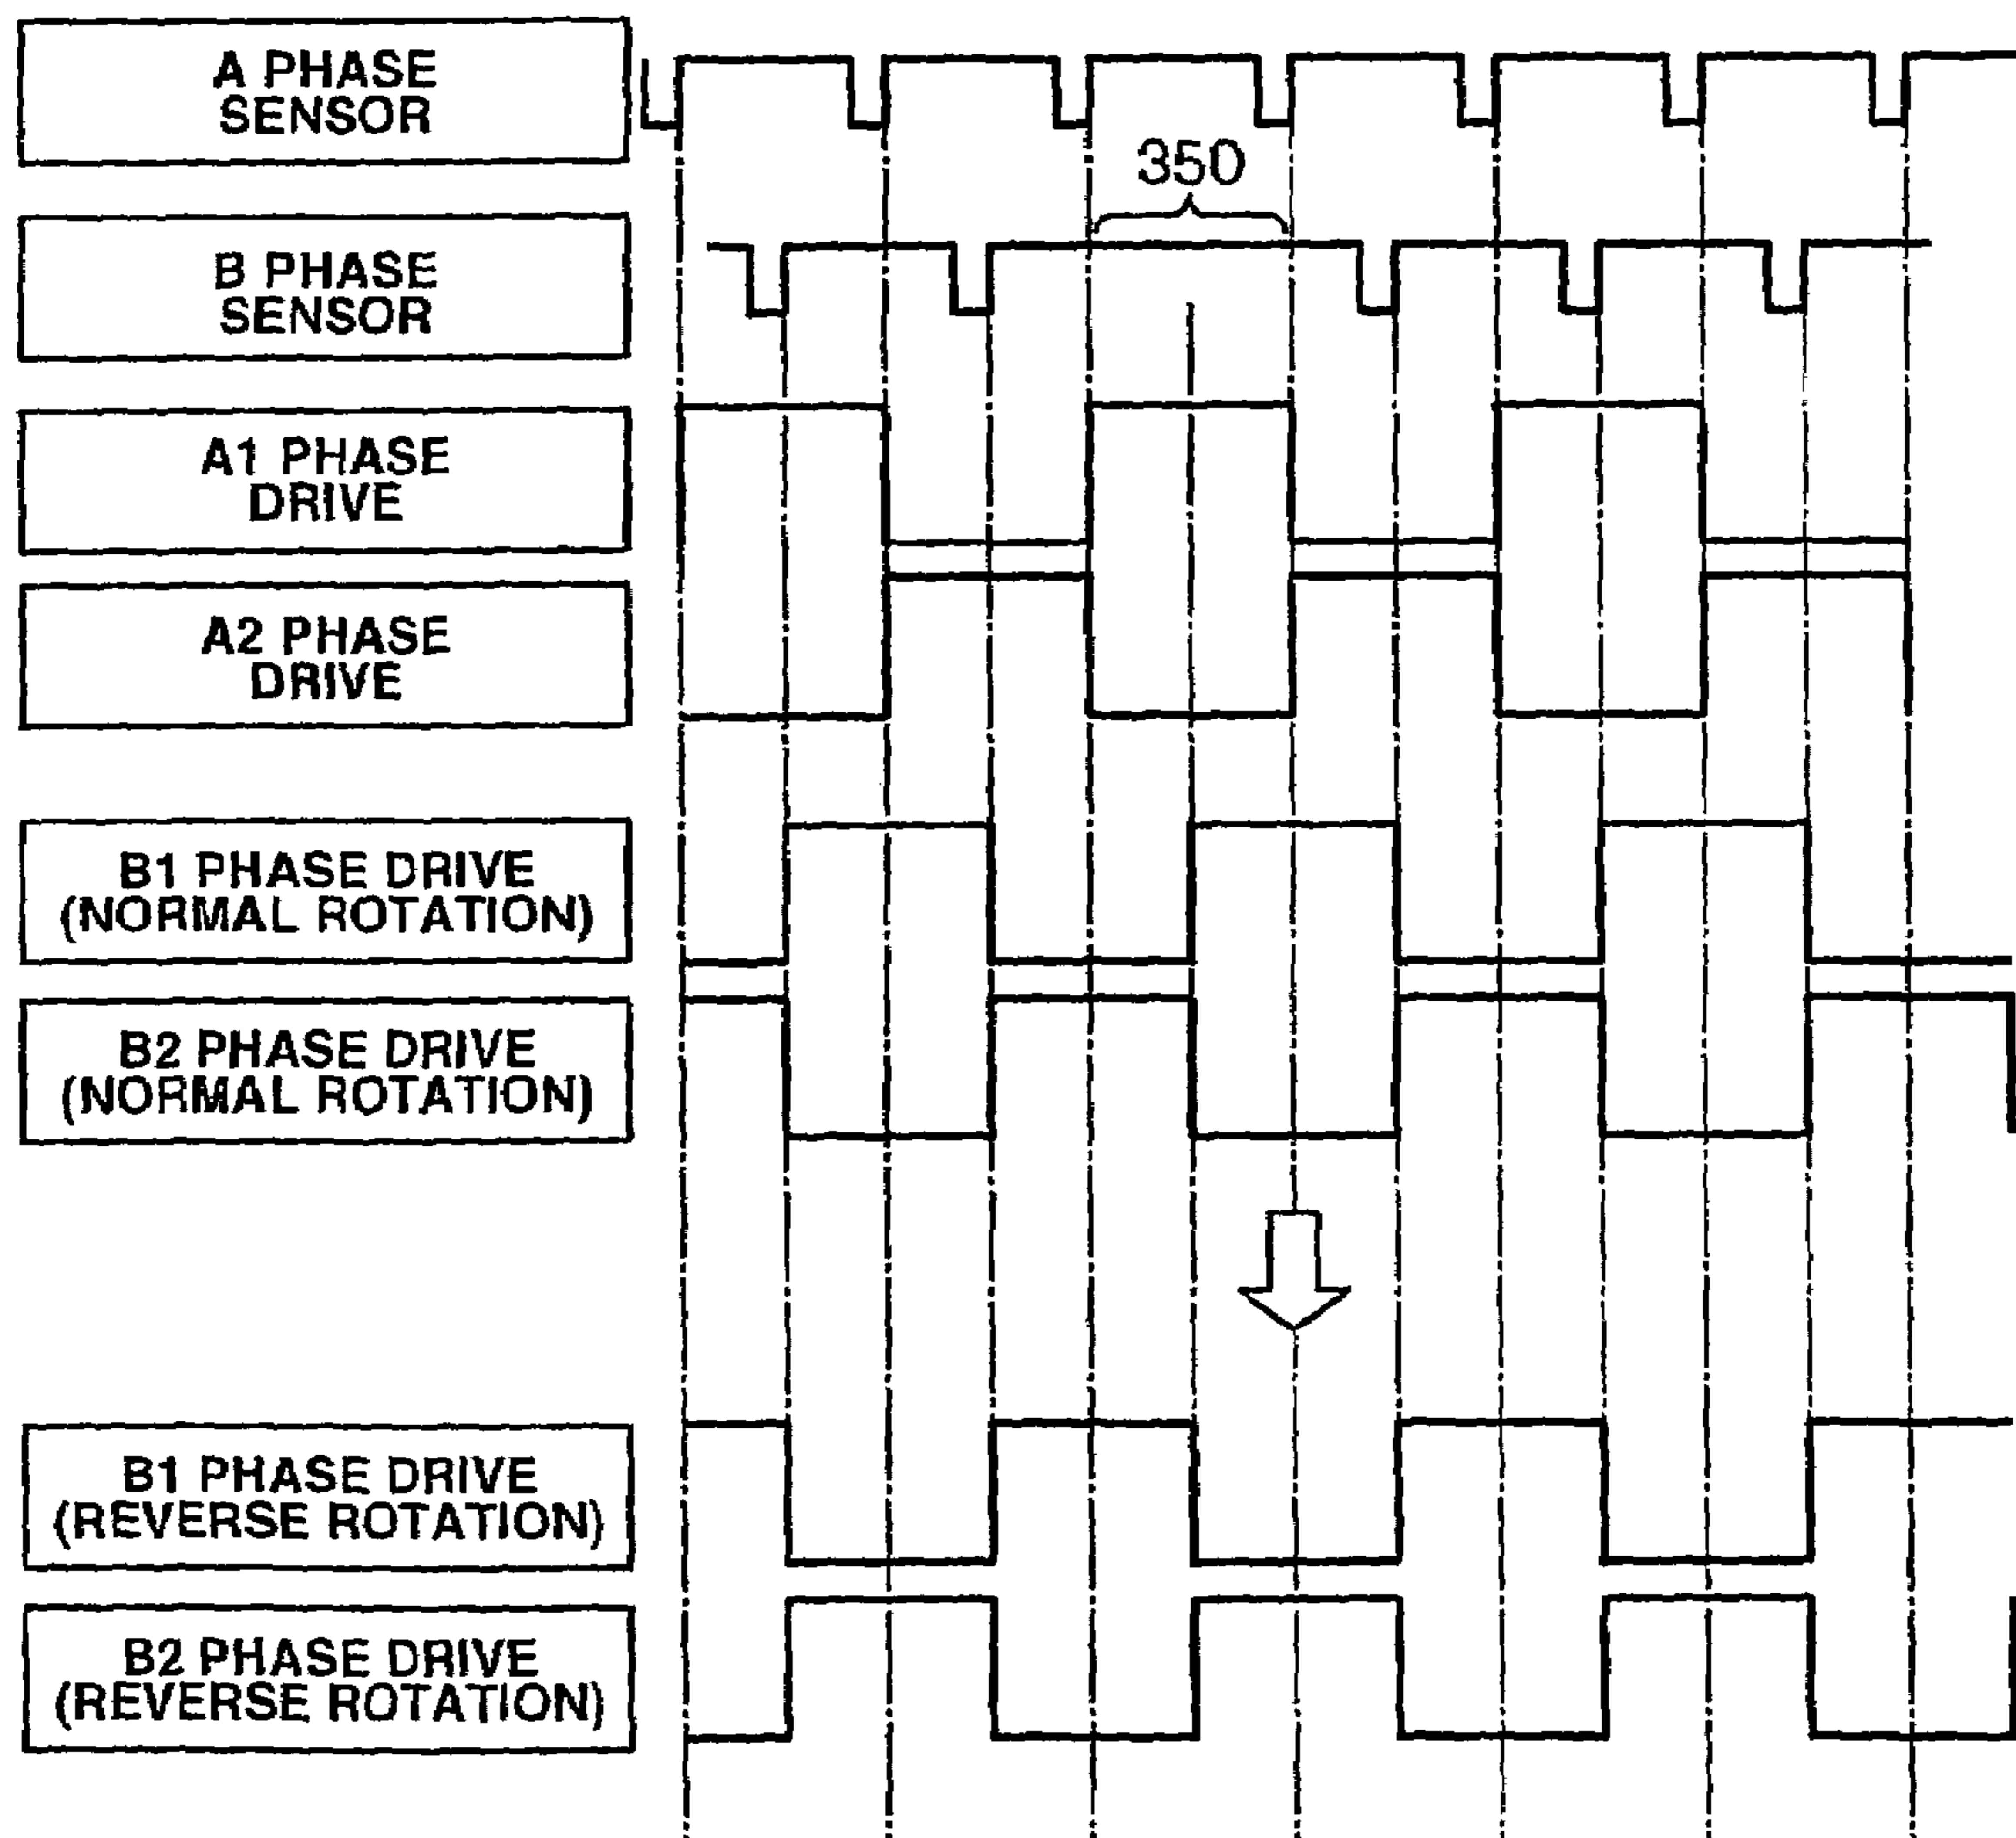 A PHASE
SENSOR
350
B PHASE
SENSOR
A1 PHASE
DRIVE
A2 PHASE
DRIVE
B1 PHASE DRIVE
(NORMAL ROTATION)
B2 PHASE DRIVE
(NORMAL ROTATION)
B1 PHASE DRIVE
(REVERSE ROTATION)
B2 PHASE DRIVE
(REVERSE ROTATION)